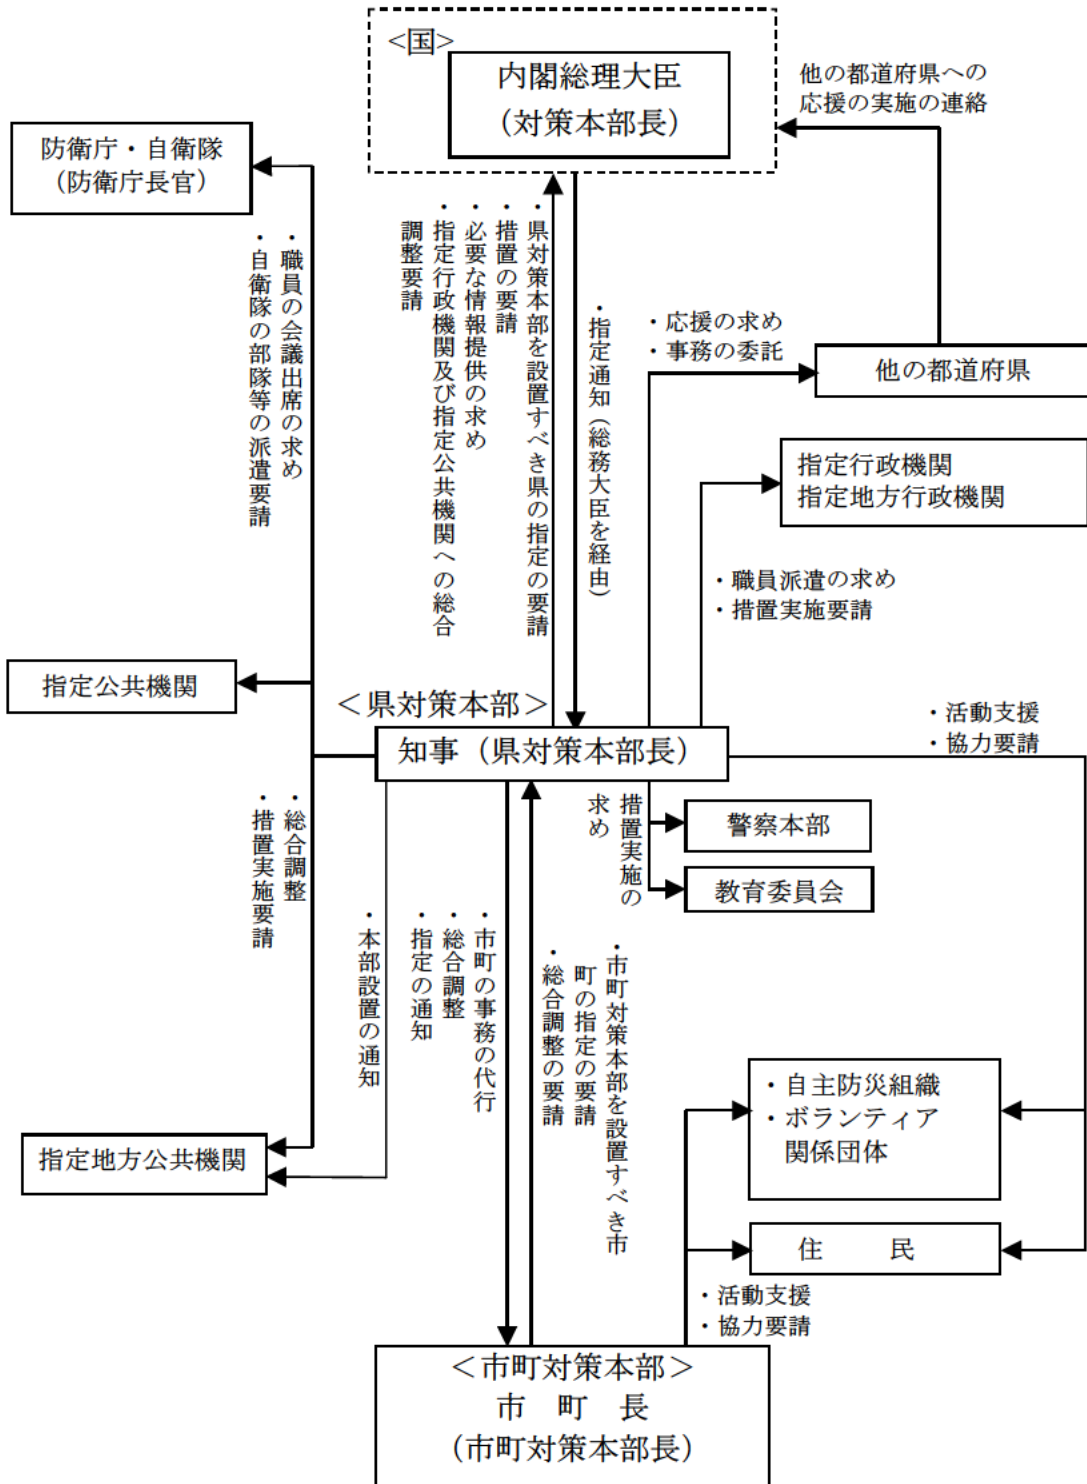 <国>
内閣総理大臣
(対策本部長)
他の都道府県への
応援の実施の連絡
防衛庁・自衛隊
(防衛庁長官)
・職員の会議出席の求め
・自衛隊の部隊等の派遣要請
・県対策本部を設置すべき県の指定の要請
・措置の要請
・必要な情報提供の求め
・指定行政機関及び指定公共機関への総合
調整要請
・指定通知(総務大臣を経由)
・応援の求め
・事務の委託
他の都道府県
指定行政機関
指定地方行政機関
・職員派遣の求め
・措置実施要請
指定公共機関
<県対策本部>
知事(県対策本部長)
・活動支援
・協力要請
・総合調整
・措置実施要請
措置実施の
求め
警察本部
教育委員会
・本部設置の通知
・市町の事務の代行
・総合調整
・指定の通知
・市町対策本部を設置すべき市
町の指定の要請
・総合調整の要請
・自主防災組織
・ボランティア
関係団体
指定地方公共機関
住 民
・活動支援
・協力要請
<市町対策本部>
市 町 長
(市町対策本部長)